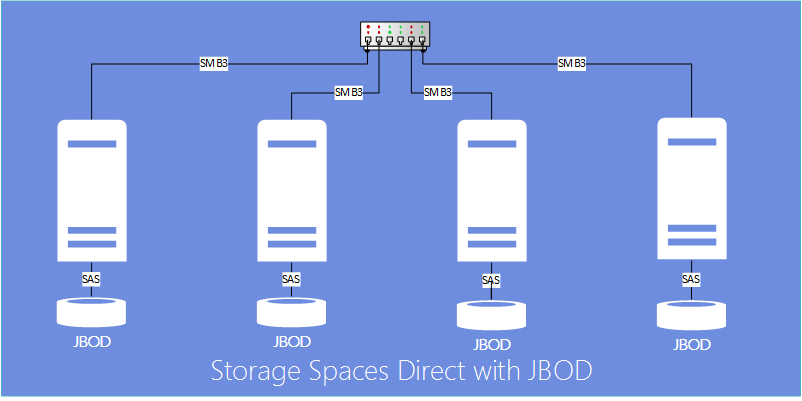 SMB3 SMB3
SMB3 SMB3
SAS SAS SAS SAS
JBOD JBOD JBOD JBOD
Storage Spaces Direct with JBOD